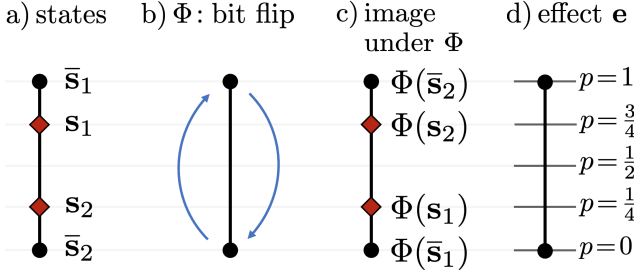 a) states
b) Φ: bit flip
c) image
under Φ
d) effect e
s̅₁
s₁
s₂
s̅₂
Φ(s̅₂)
Φ(s₂)
Φ(s₁)
Φ(s̅₁)
p=1
p=3/4
p=1/2
p=1/4
p=0